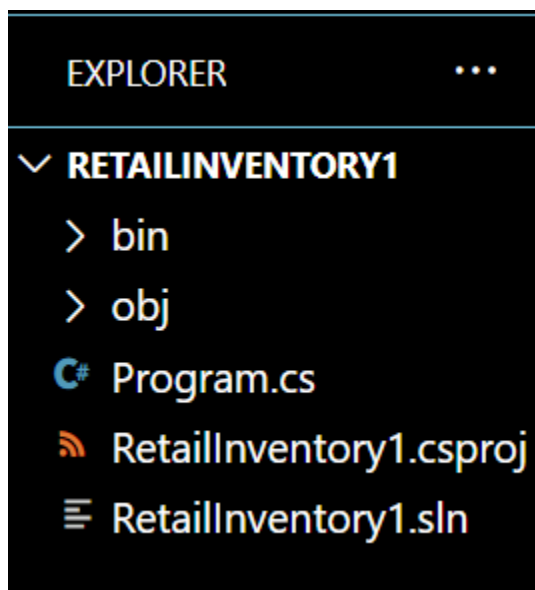 EXPLORER ...
RETAILINVENTORY1
bin
obj
C# Program.cs
RetailInventory1.csproj
RetailInventory1.sln